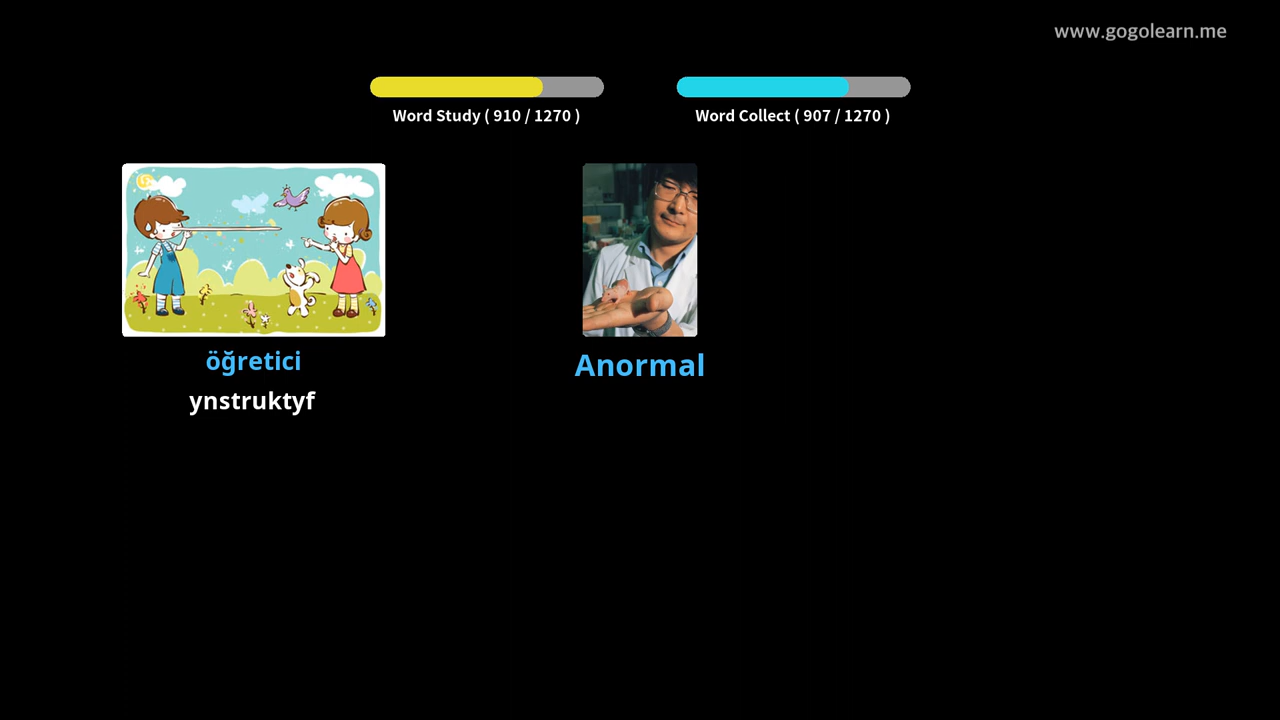 www.gogolearn.me
Word Study ( 910 / 1270 )
Word Collect ( 907 / 1270 )
öğretici
ynstruktyf
Anormal